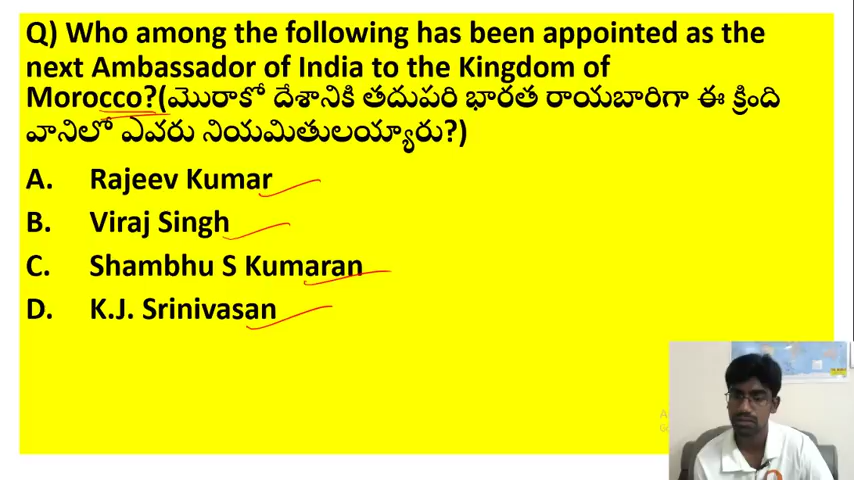 Q) Who among the following has been appointed as the
next Ambassador of India to the Kingdom of
Morocco?(మొరాకో దేశానికి తదుపరి భారత రాయబారిగా ఈ క్రింది
వానిలో ఎవరు నియమితులయ్యారు?)
A. Rajeev Kumar
B. Viraj Singh
C. Shambhu S Kumaran
D. K.J. Srinivasan